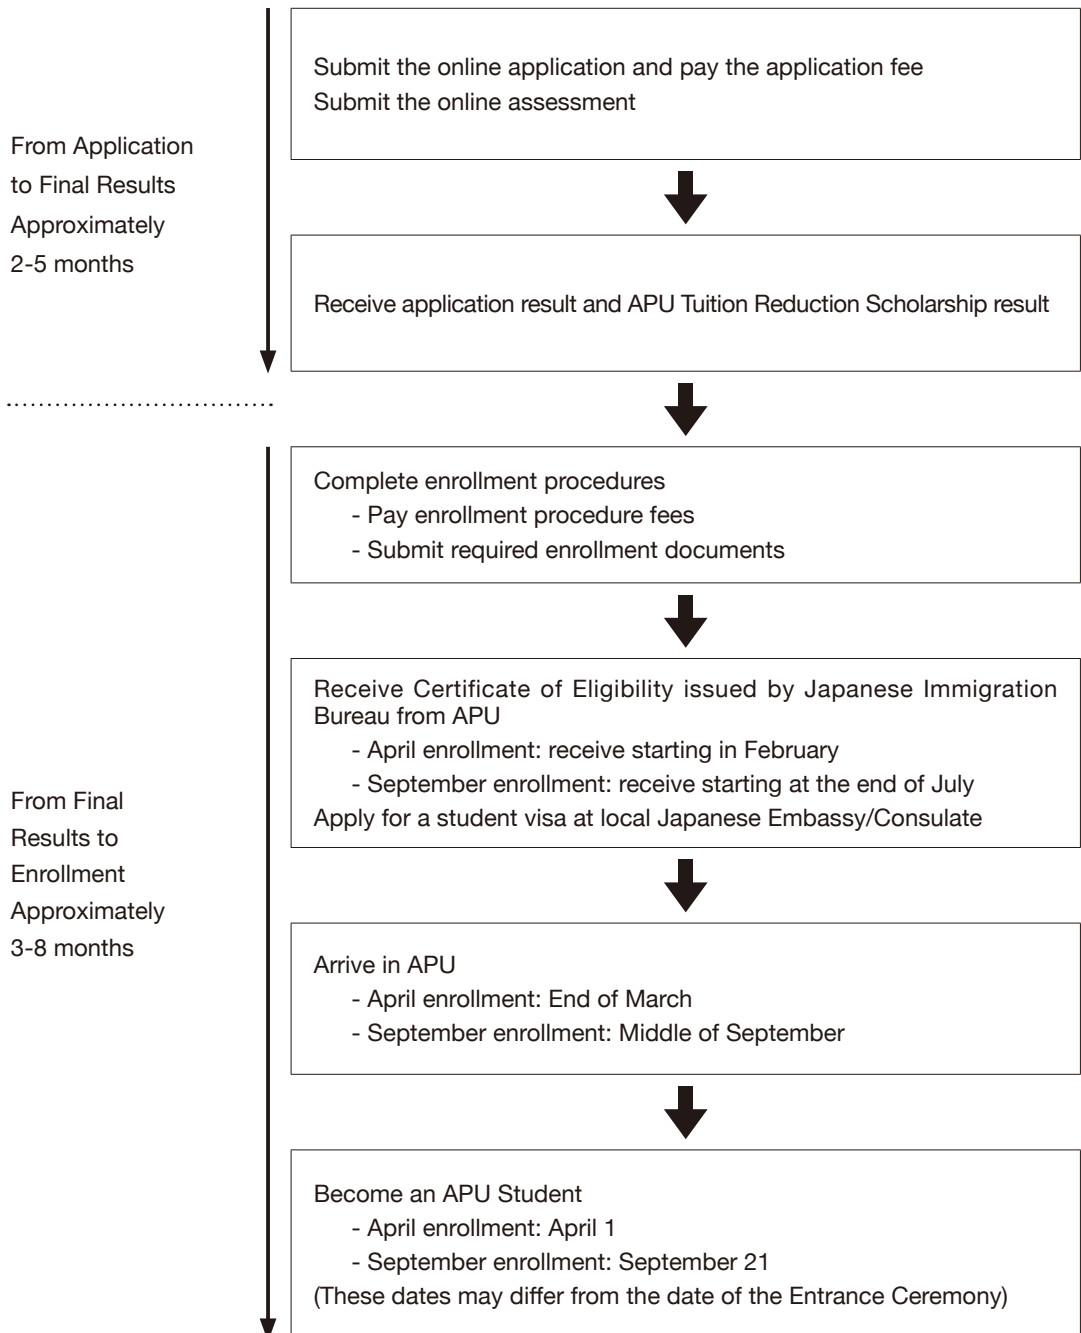 Submit the online application and pay the application fee
Submit the online assessment
From Application
to Final Results
Approximately
2-5 months
Receive application result and APU Tuition Reduction Scholarship result
Complete enrollment procedures
- Pay enrollment procedure fees
- Submit required enrollment documents
Receive Certificate of Eligibility issued by Japanese Immigration
Bureau from APU
- April enrollment: receive starting in February
- September enrollment: receive starting at the end of July
Apply for a student visa at local Japanese Embassy/Consulate
From Final
Results to
Enrollment
Approximately
3-8 months
Arrive in APU
- April enrollment: End of March
- September enrollment: Middle of September
Become an APU Student
- April enrollment: April 1
- September enrollment: September 21
(These dates may differ from the date of the Entrance Ceremony)